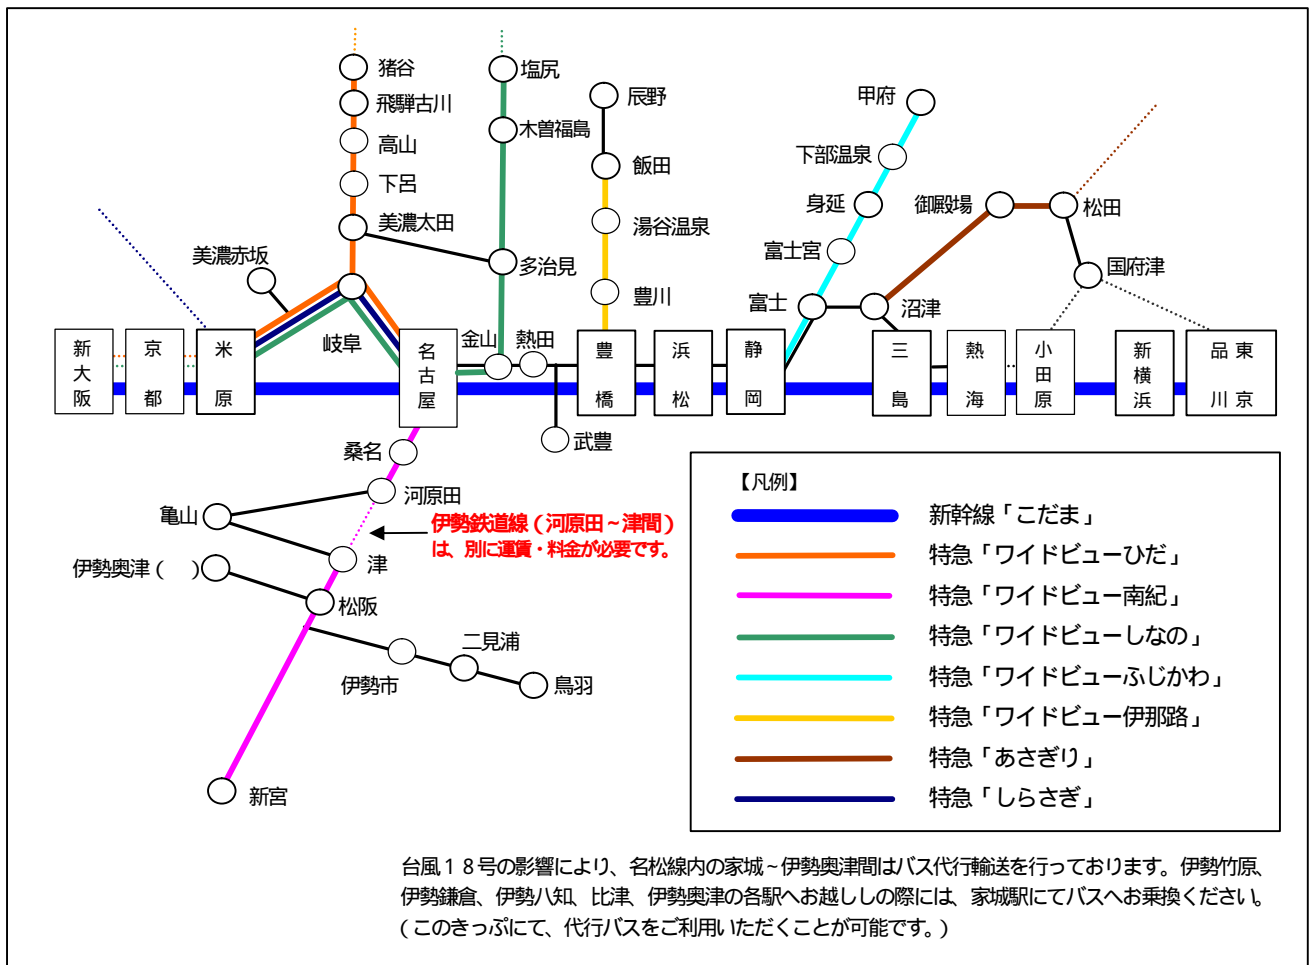 猪谷
飛騨古川
高山
下呂
美濃太田
美濃赤坂
岐阜
塩尻
木曽福島
多治見
金山
熱田
辰野
飯田
湯谷温泉
豊川
武豊
甲府
下部温泉
身延
富士宮
富士
沼津
御殿場
松田
国府津
新大阪
京都
米原
名古屋
豊橋
浜松
静岡
三島
熱海
小田原
新横浜
品川
東京
桑名
河原田
亀山
伊勢鉄道線(河原田~津間)
は、別に運賃・料金が必要です。
津
伊勢奥津( )
松阪
二見浦
伊勢市
鳥羽
新宮
【凡例】
新幹線「こだま」
特急「ワイドビューひだ」
特急「ワイドビュー南紀」
特急「ワイドビューしなの」
特急「ワイドビューふじかわ」
特急「ワイドビュー伊那路」
特急「あさぎり」
特急「しらさぎ」
台風18号の影響により、名松線内の家城~伊勢奥津間はバス代行輸送を行っております。伊勢竹原、
伊勢鎌倉、伊勢八知、比津、伊勢奥津の各駅へお越ししの際には、家城駅にてバスへお乗換ください。
(このきっぷにて、代行バスをご利用いただくことが可能です。)